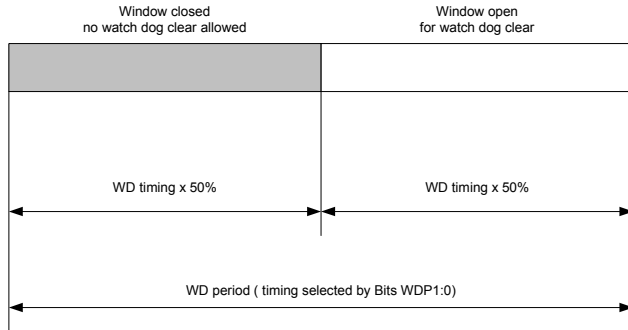 Window closed
no watch dog clear allowed
Window open
for watch dog clear
WD timing x 50%
WD timing x 50%
WD period ( timing selected by Bits WDP1:0)